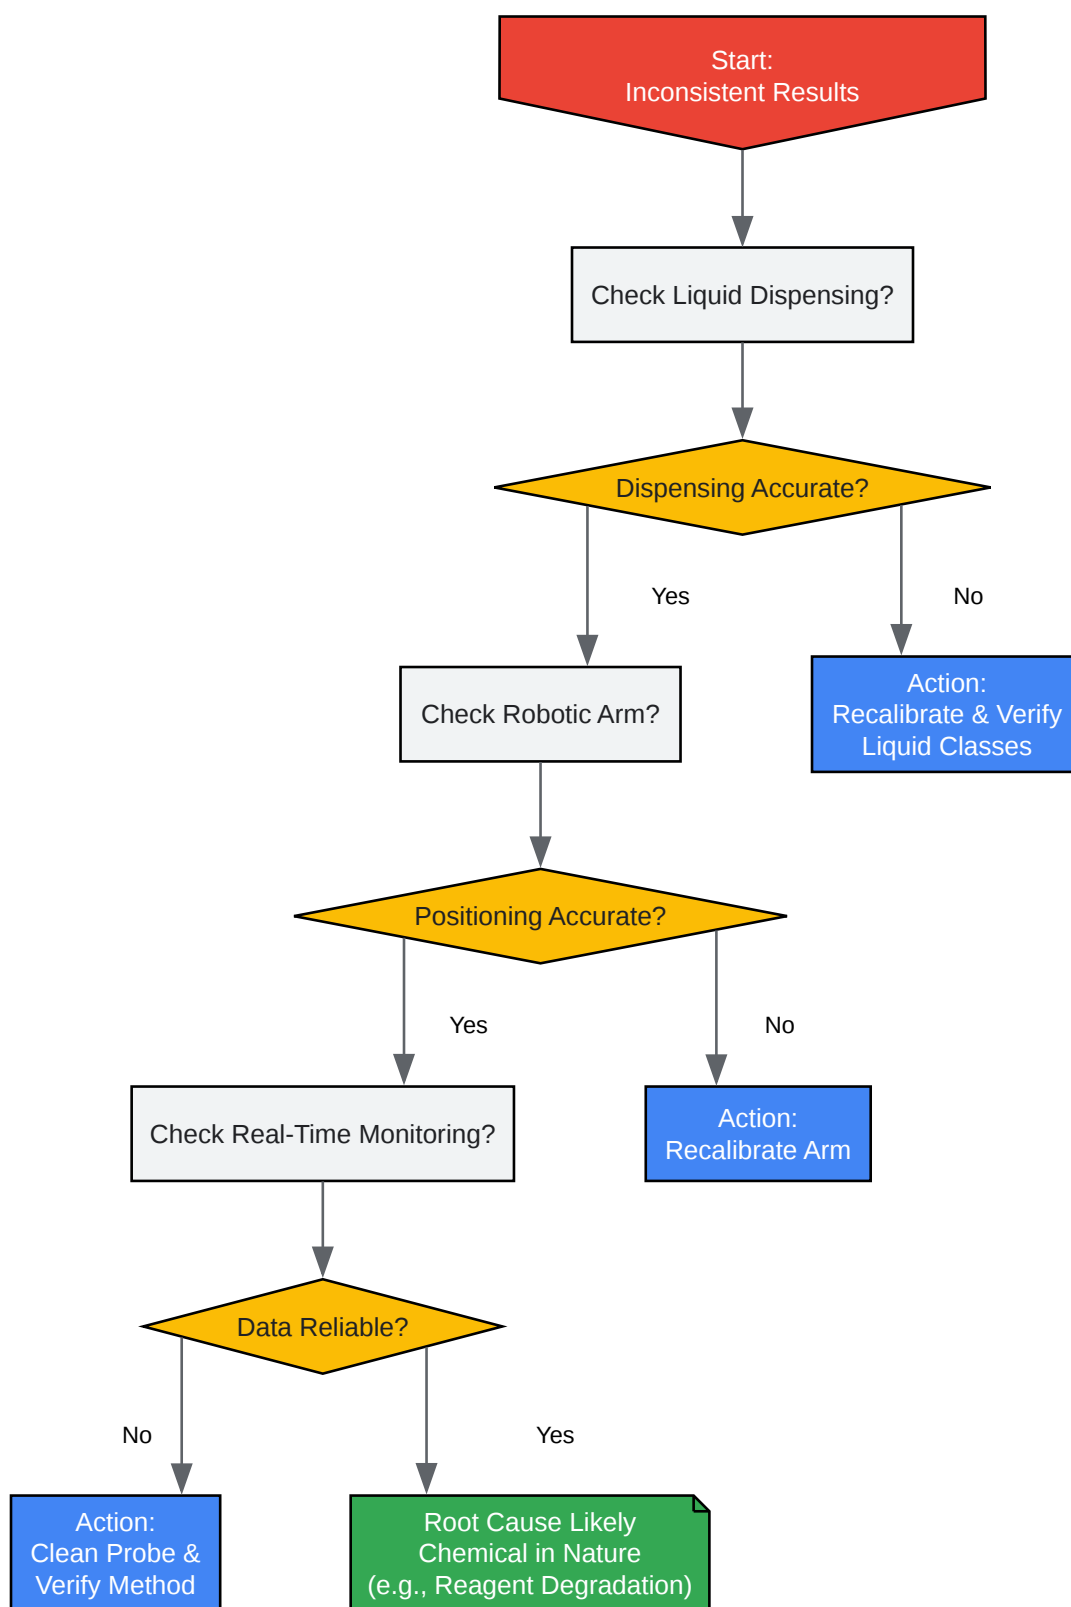 Start:
Inconsistent Results
Check Liquid Dispensing?
Dispensing Accurate?
Yes
No
Check Robotic Arm?
Action:
Recalibrate & Verify
Liquid Classes
Positioning Accurate?
Yes
No
Check Real-Time Monitoring?
Action:
Recalibrate Arm
Data Reliable?
No
Yes
Action:
Clean Probe &
Verify Method
Root Cause Likely
Chemical in Nature
(e.g., Reagent Degradation)